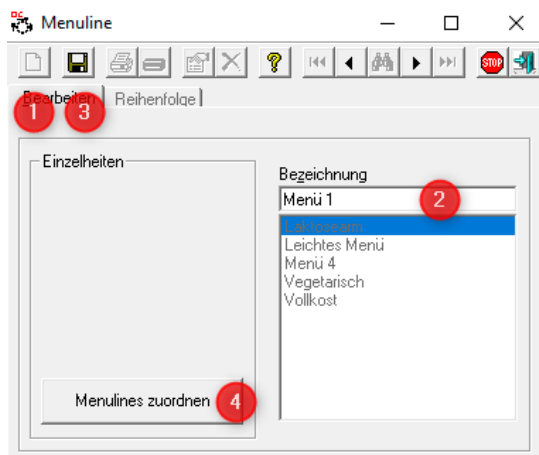 Menuline
STOP
Bearbeiten Reihenfolge
1 3
Einzelheiten
Bezeichnung
Menü 1
2
Laktosearm
Leichtes Menü
Menü 4
Vegetarisch
Vollkost
Menulines zuordnen 4